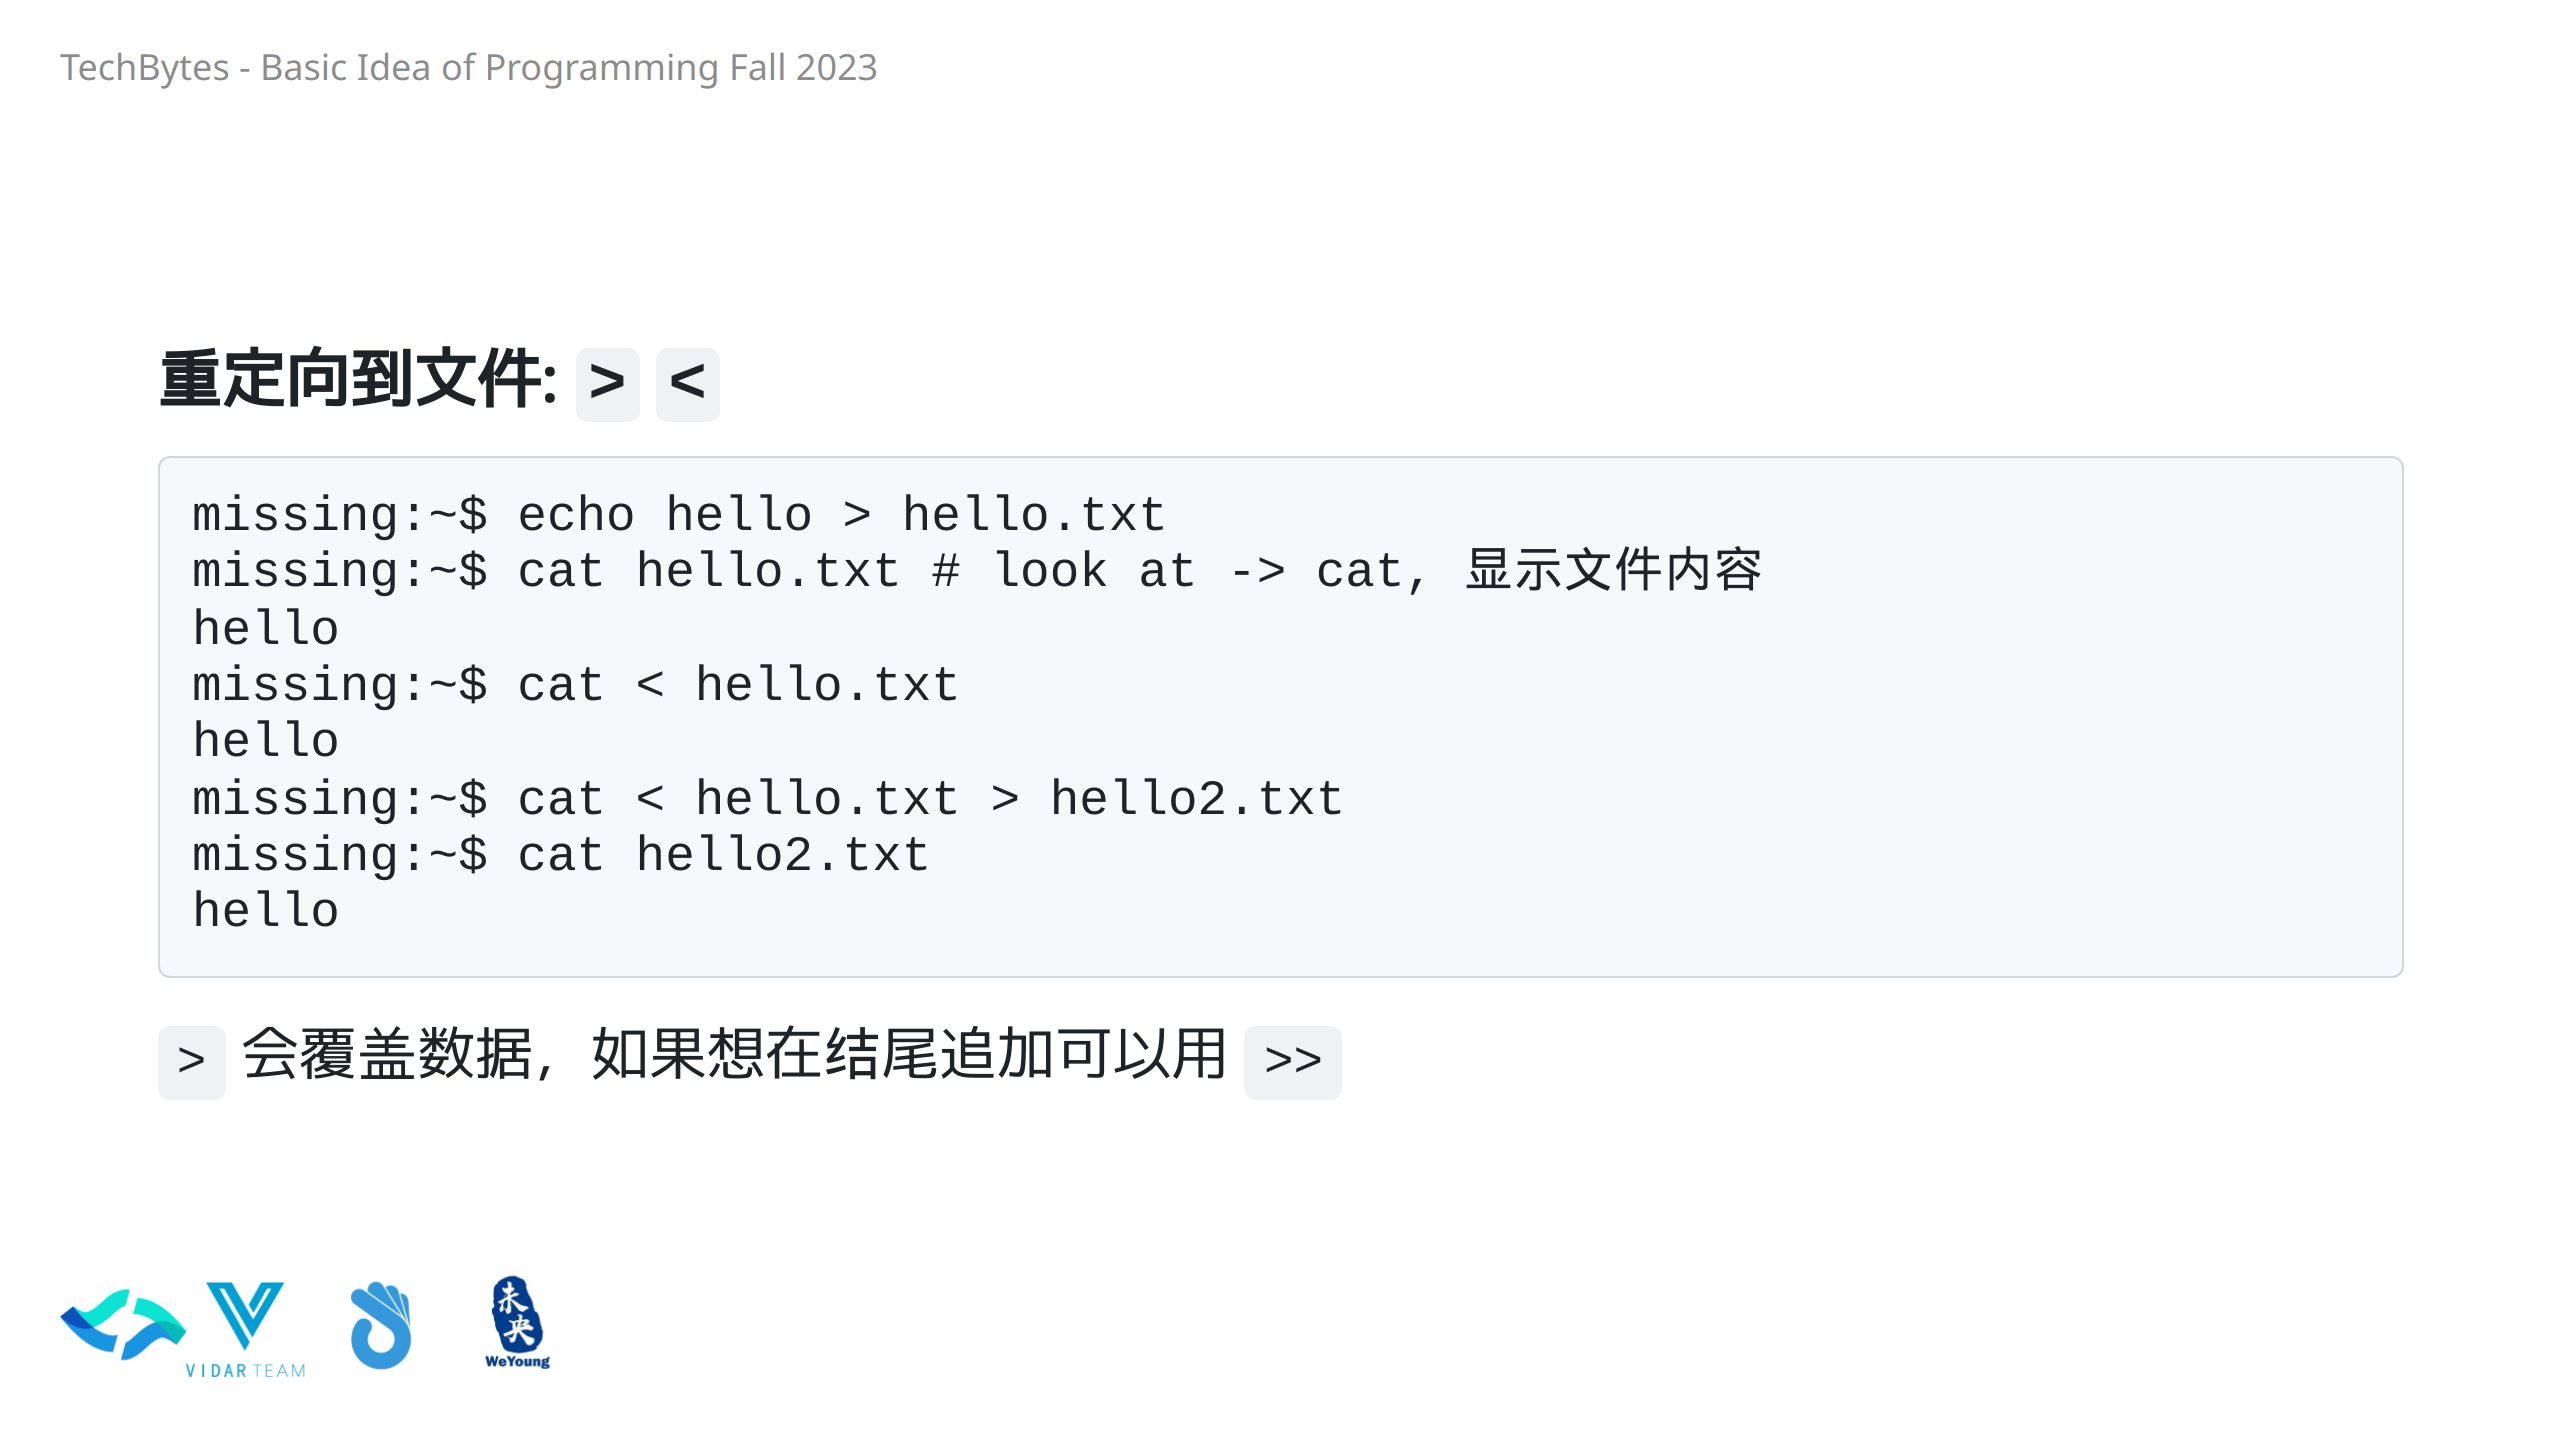 TechBytes - Basic Idea of Programming Fall 2023
重定向到文件: > <
missing:~$ echo hello > hello.txt
missing:~$ cat hello.txt # look at -> cat, 显示文件内容
hello
missing:~$ cat < hello.txt
hello
missing:~$ cat < hello.txt > hello2.txt
missing:~$ cat hello2.txt
hello
> 会覆盖数据，如果想在结尾追加可以用 >>
VIDAR TEAM
未央
WeYoung